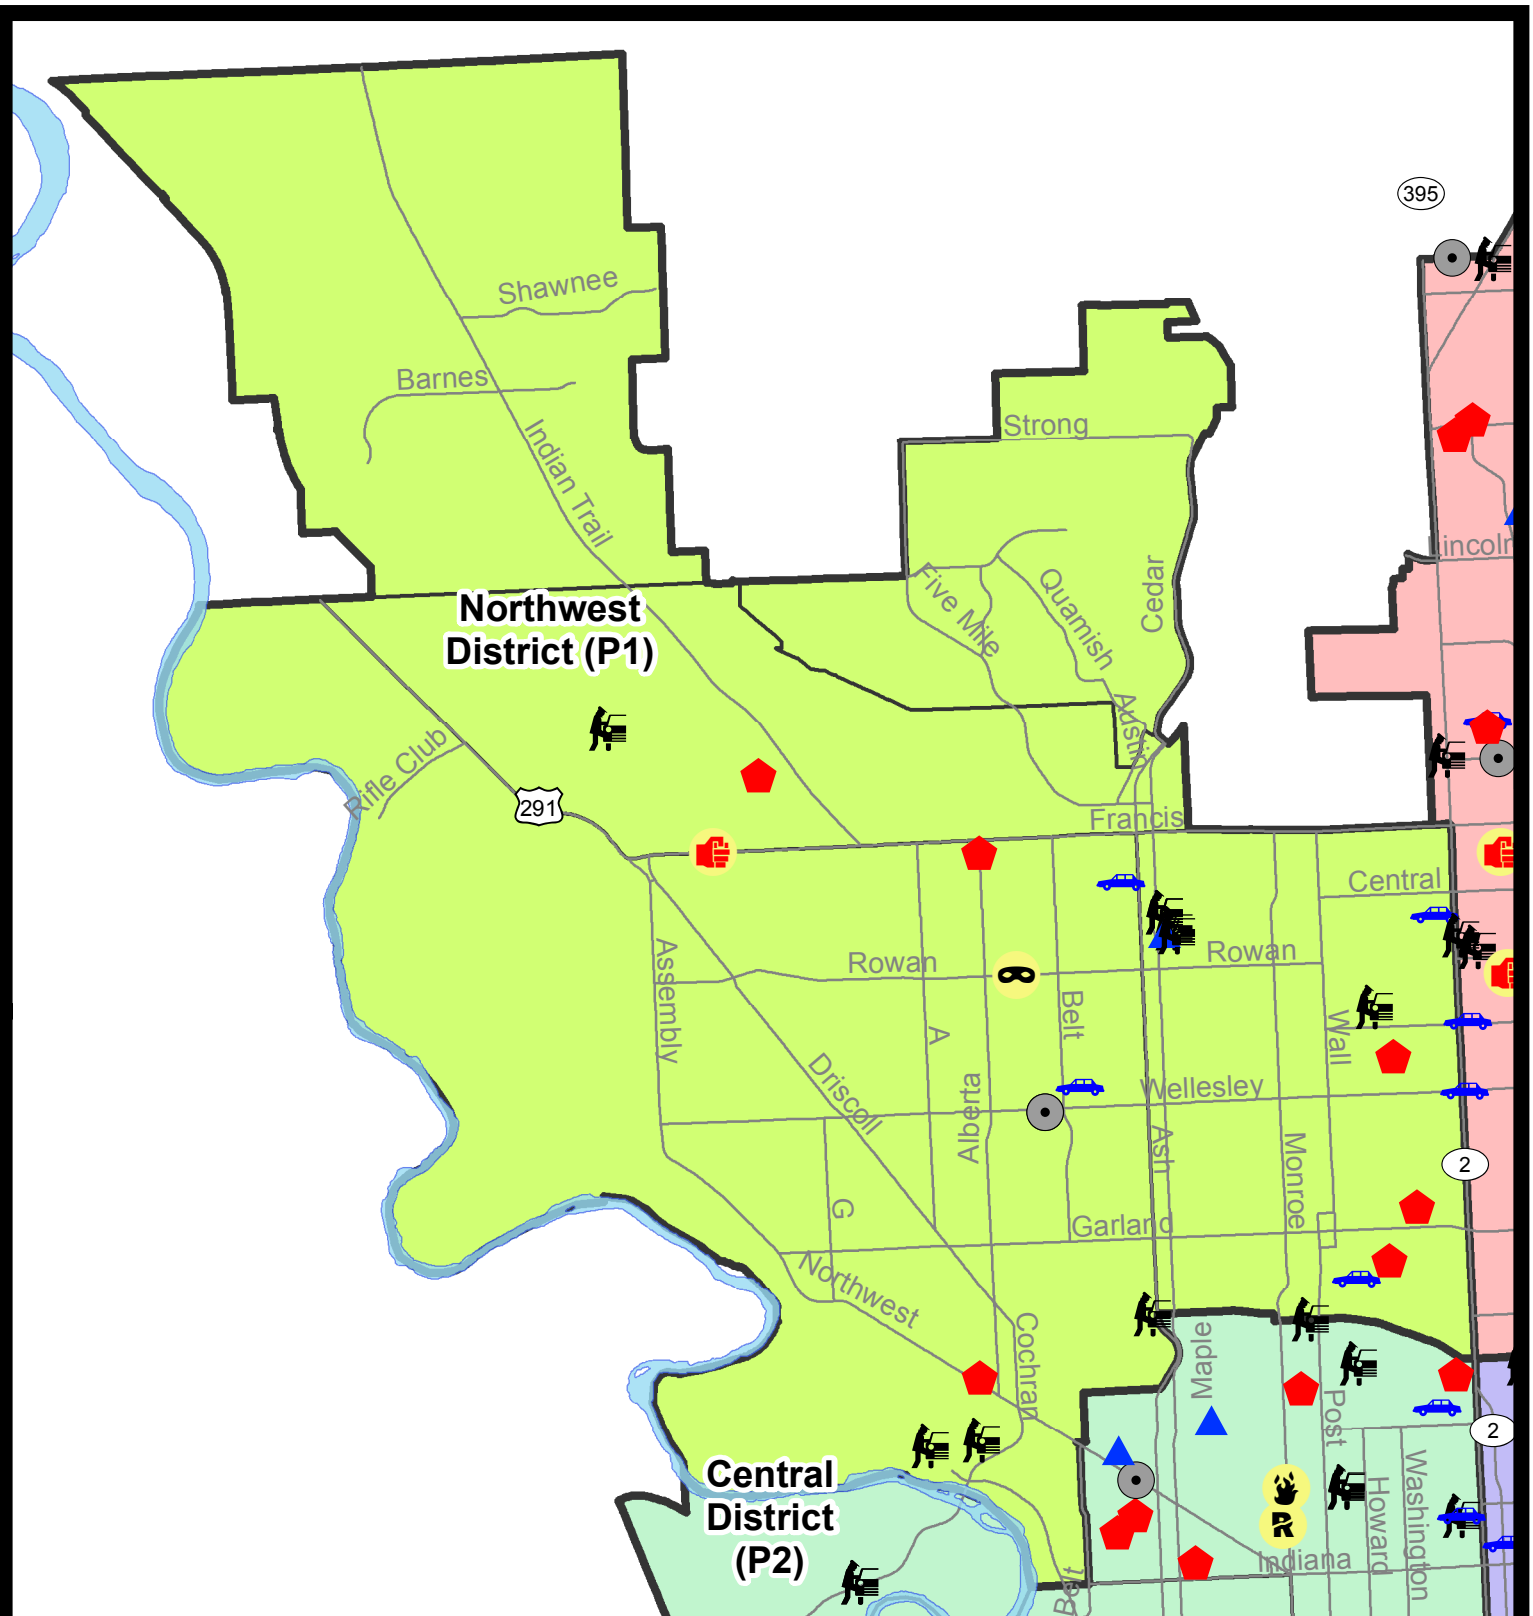 395
Shawnee
Barnes
Strong
Indian Trail
Lincoln
Five Mile
Quamish
Cedar
Northwest
District (P1)
Austin
Rifle Club
291
Francis
Central
Assembly
Rowan
Rowan
A
Belt
Wall
Driscoll
Alberta
Wellesley
Ash
Monroe
2
G
Garland
Northwest
Cochran
Maple
Post
2
Central
District
(P2)
Howard
Washington
R
Indiana
Belt